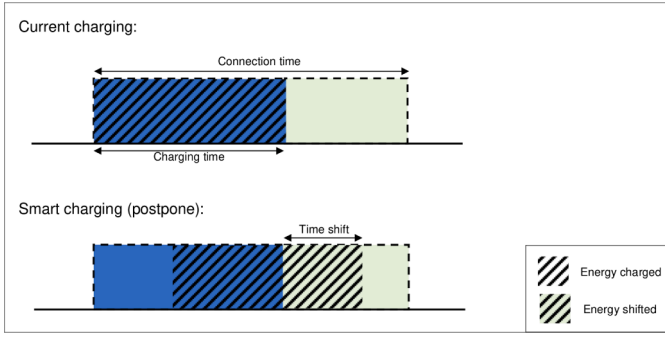 Current charging:
Connection time
Charging time
Smart charging (postpone):
Time shift
Energy charged
Energy shifted